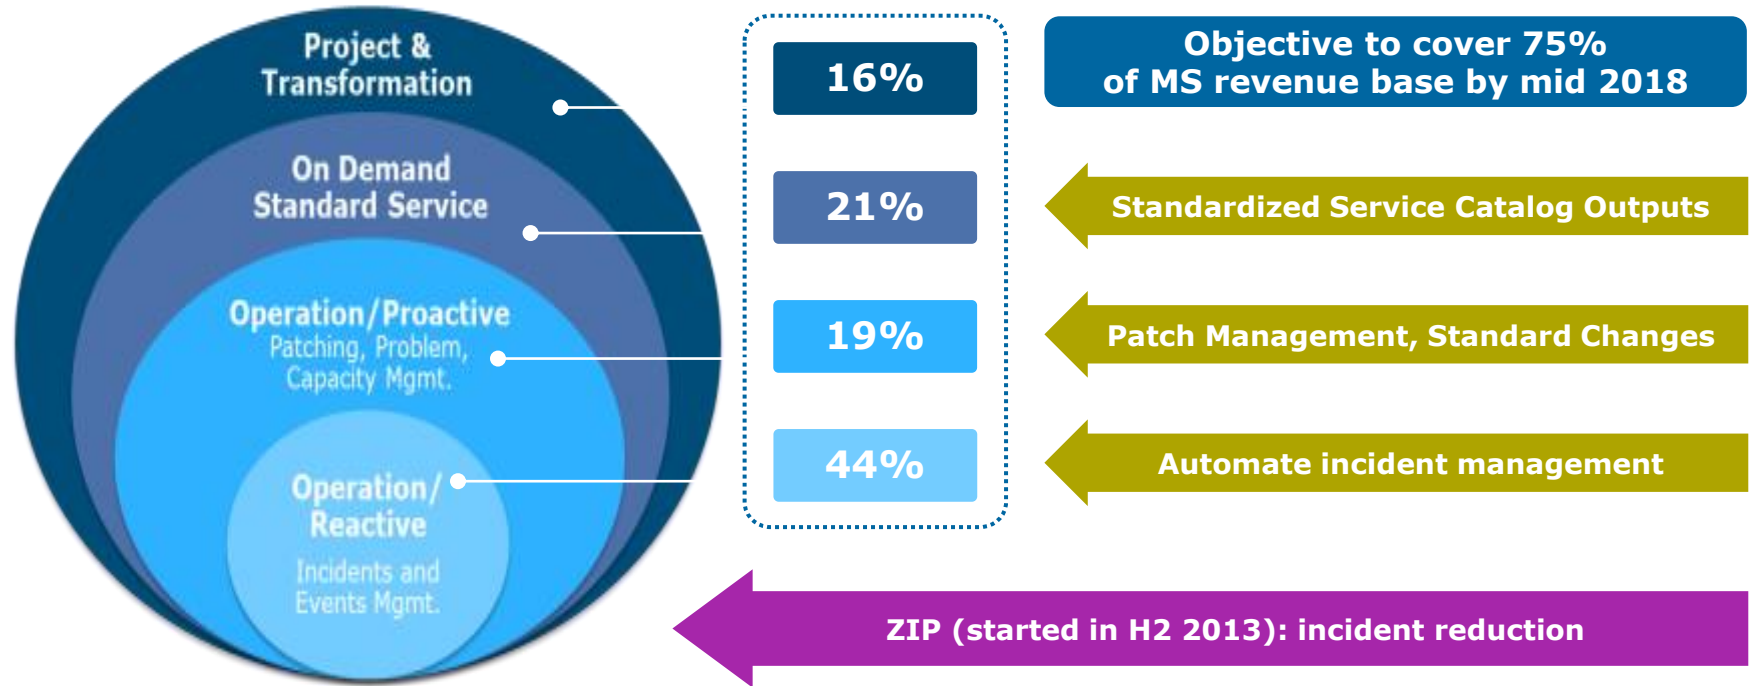 Project &
Transformation
On Demand
Standard Service
Operation/Proactive
Patching, Problem,
Capacity Mgmt.
Operation/
Reactive
Incidents and
Events Mgmt.
16%
21%
19%
44%
Objective to cover 75%
of MS revenue base by mid 2018
Standardized Service Catalog Outputs
Patch Management, Standard Changes
Automate incident management
ZIP (started in H2 2013): incident reduction